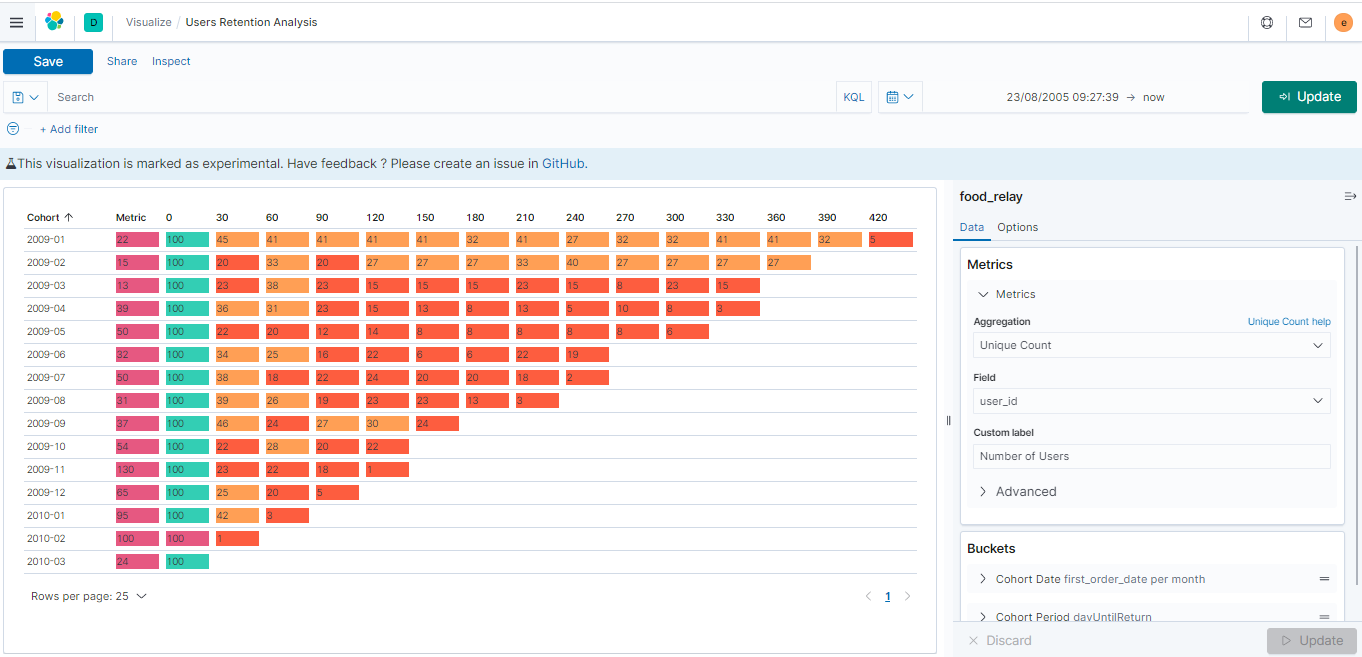 D Visualize / Users Retention Analysis e
Save Share Inspect
Search KQL 23/08/2005 09:27:39 → now Update
+ Add filter
This visualization is marked as experimental. Have feedback ? Please create an issue in GitHub.
Cohort ↑ Metric 0 30 60 90 120 150 180 210 240 270 300 330 360 390 420
2009-01 22 100 45 41 41 41 41 32 41 27 32 32 41 41 32 5
2009-02 15 100 20 33 20 27 27 27 33 40 27 27 27 27
2009-03 13 100 23 38 23 15 15 15 23 15 8 23 15
2009-04 39 100 36 31 23 15 13 8 13 5 10 8 3
2009-05 50 100 22 20 12 14 8 8 8 8 8 6
2009-06 32 100 34 25 16 22 6 6 22 19
2009-07 50 100 38 18 22 24 20 20 18 2
2009-08 31 100 39 26 19 23 23 13 3
2009-09 37 100 46 24 27 30 24
2009-10 54 100 22 28 20 22
2009-11 130 100 23 22 18 1
2009-12 65 100 25 20 5
2010-01 95 100 42 3
2010-02 100 100 1
2010-03 24 100
Rows per page: 25 1
food_relay
Data Options
Metrics
Metrics
Aggregation Unique Count help
Unique Count
Field
user_id
Custom label
Number of Users
Advanced
Buckets
Cohort Date first_order_date per month
Cohort Period dayUntilReturn
Discard Update